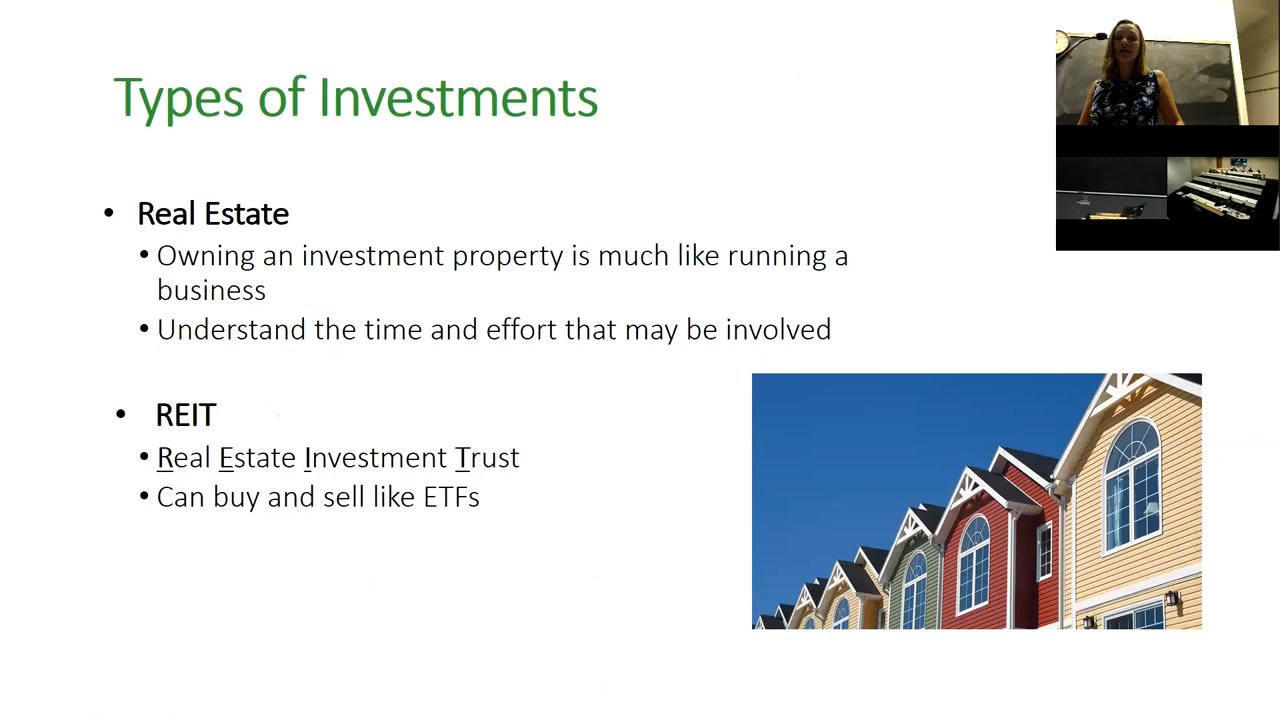 Types of Investments
• Real Estate
• Owning an investment property is much like running a
business
• Understand the time and effort that may be involved
• REIT
• Real Estate Investment Trust
• Can buy and sell like ETFs